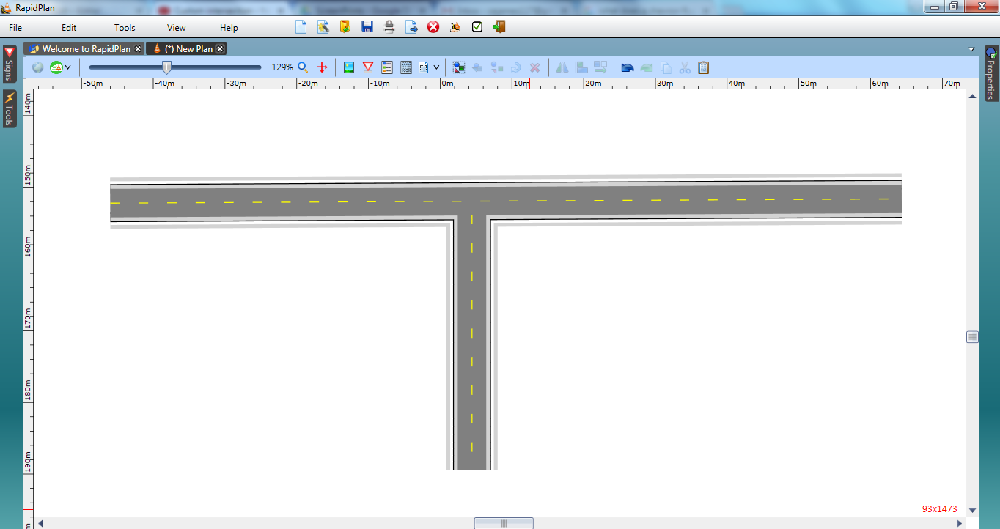 RapidPlan
File Edit Tools View Help
Welcome to RapidPlan (*) New Plan
129%
Signs
Tools
Properties
-50m -40m -30m -20m -10m 0m 10m 20m 30m 40m 50m 60m 70m
140m
150m
160m
170m
180m
190m
93x1473